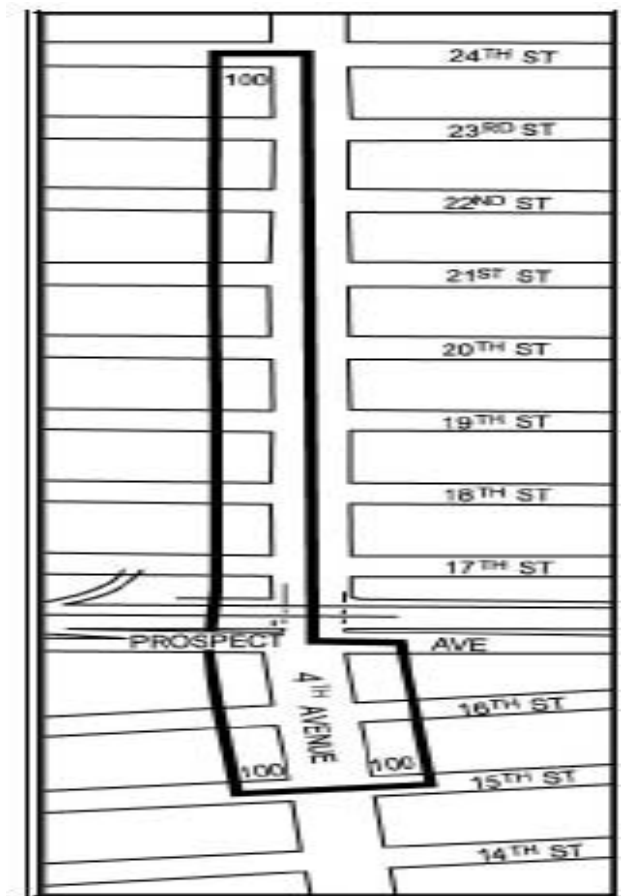 24TH ST
100
23RD ST
22ND ST
21ST ST
20TH ST
19TH ST
18TH ST
17TH ST
PROSPECT AVE
4TH AVENUE
16TH ST
100 100
15TH ST
14TH ST